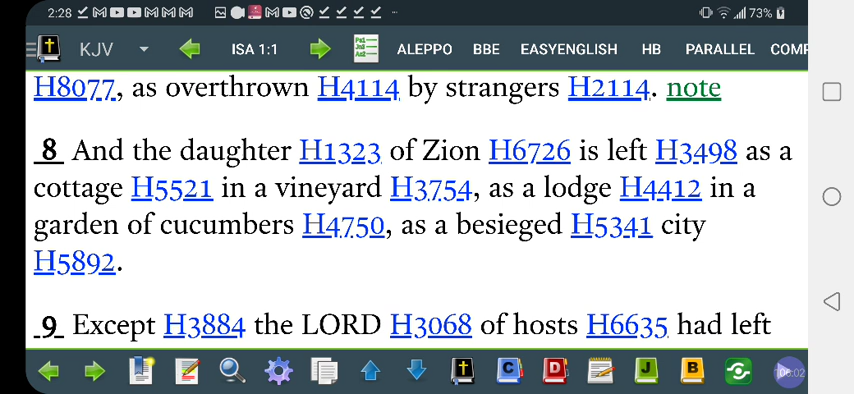 2:28 73%
KJV ISA 1:1 ALEPPO BBE EASYENGLISH HB PARALLEL COMP
H8077, as overthrown H4114 by strangers H2114. note
8 And the daughter H1323 of Zion H6726 is left H3498 as a
cottage H5521 in a vineyard H3754, as a lodge H4412 in a
garden of cucumbers H4750, as a besieged H5341 city
H5892.
9 Except H3884 the LORD H3068 of hosts H6635 had left
C D J B